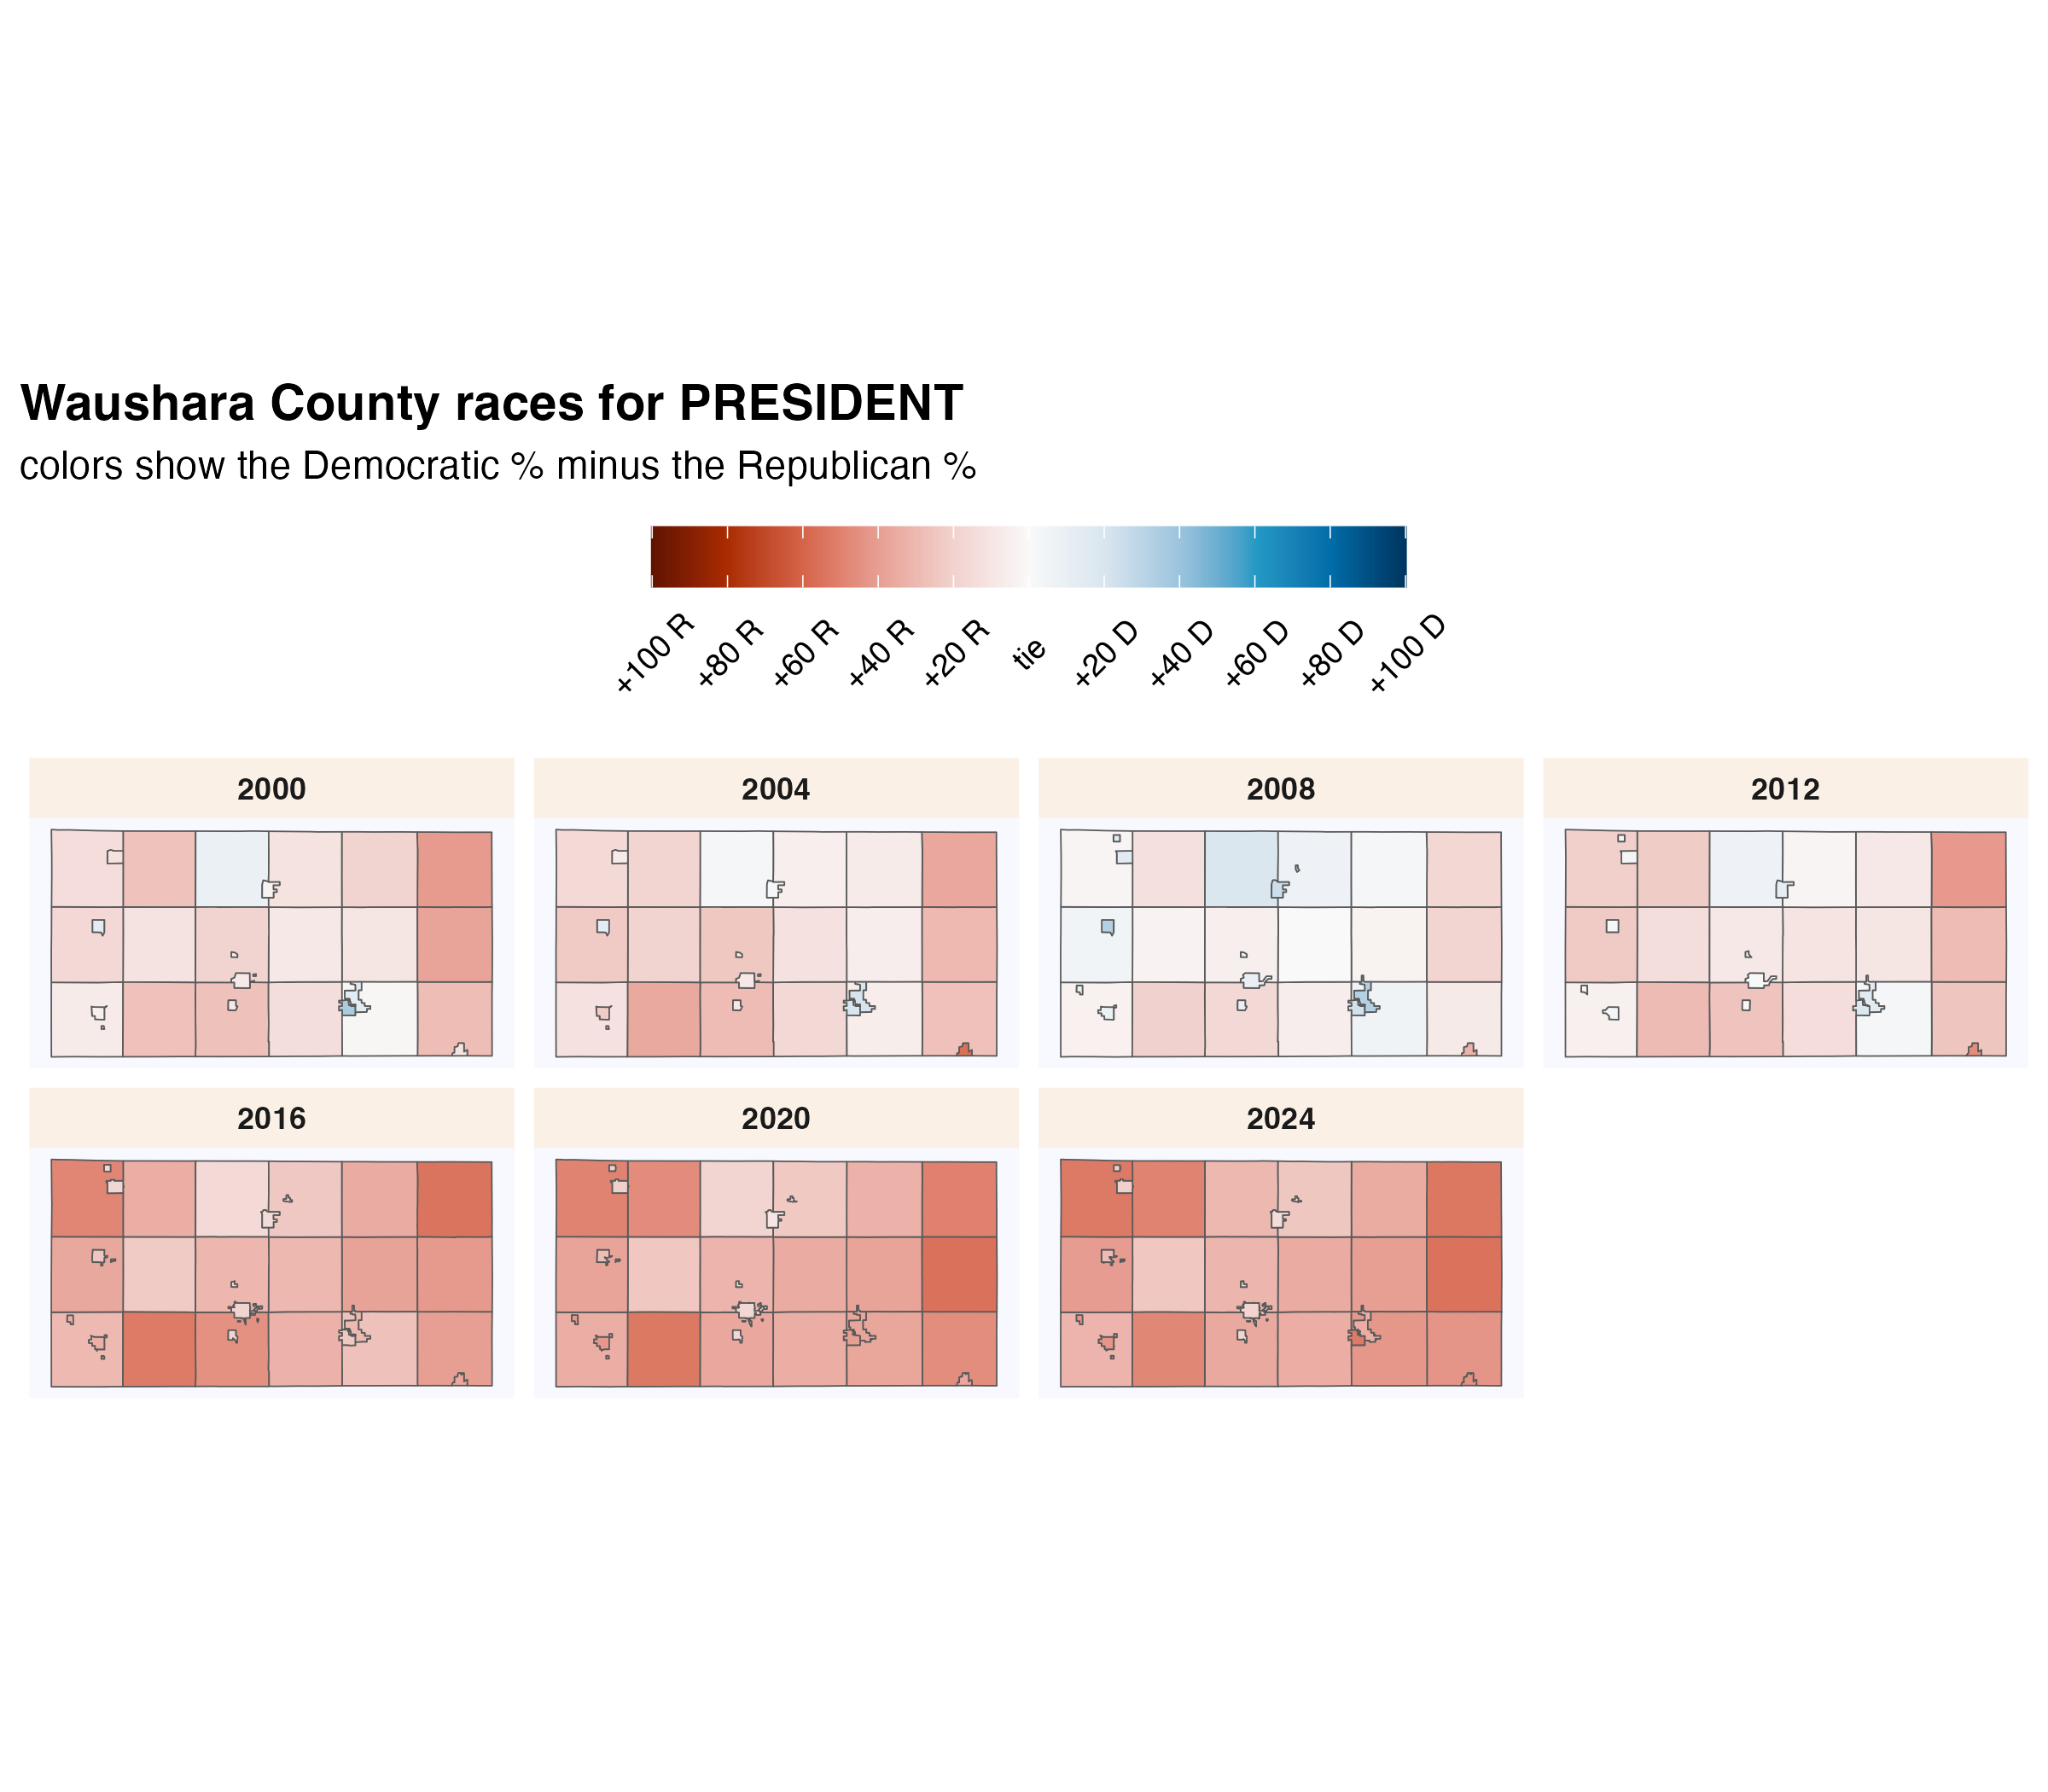 Waushara County races for PRESIDENT
colors show the Democratic % minus the Republican %
+100 R +80 R +60 R +40 R +20 R tie +20 D +40 D +60 D +80 D +100 D
2000 2004 2008 2012
2016 2020 2024